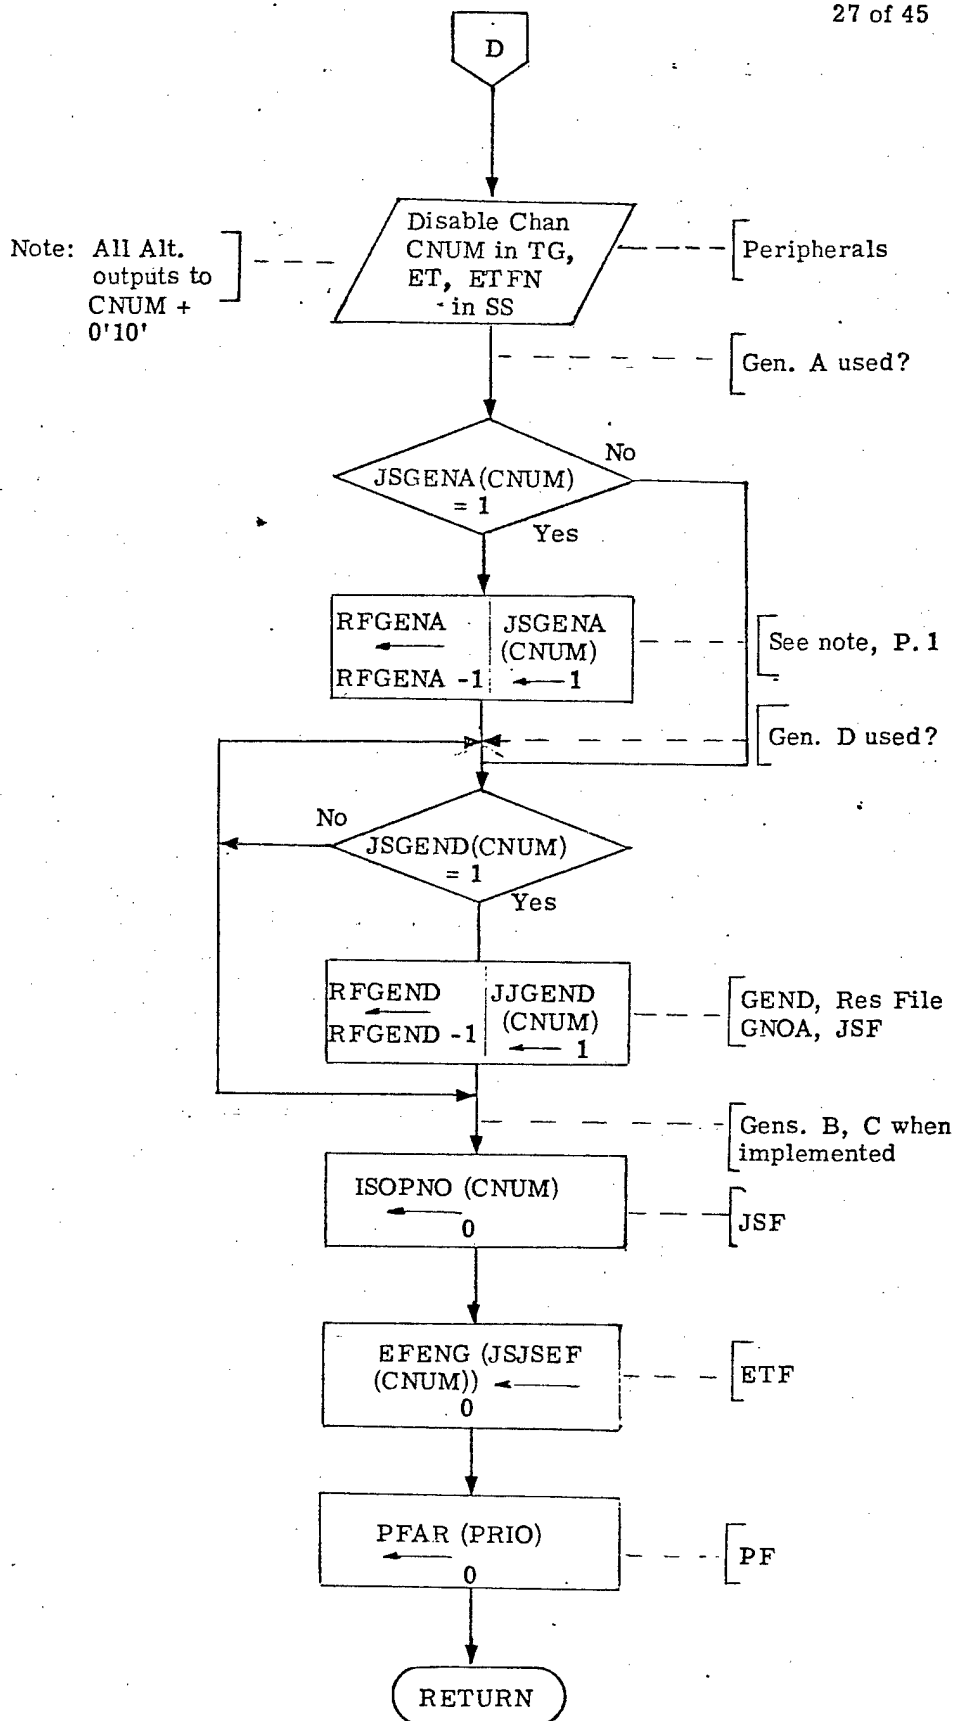 27 of 45
D
Disable Chan
CNUM in TG,
ET, ETFN
in SS
Note: All Alt.
outputs to
CNUM +
0'10'
Peripherals
Gen. A used?
No
JSGENA(CNUM)
= 1
Yes
RFGENA
RFGENA -1
JSGENA
(CNUM)
1
See note, P. 1
Gen. D used?
No
JSGEND(CNUM)
= 1
Yes
RFGEND
RFGEND -1
JJGEND
(CNUM)
1
GEND, Res File
GNOA, JSF
Gens. B, C when
implemented
ISOPNO (CNUM)
0
JSF
EFENG (JSJSEF
(CNUM))
0
ETF
PFAR (PRIO)
0
PF
RETURN